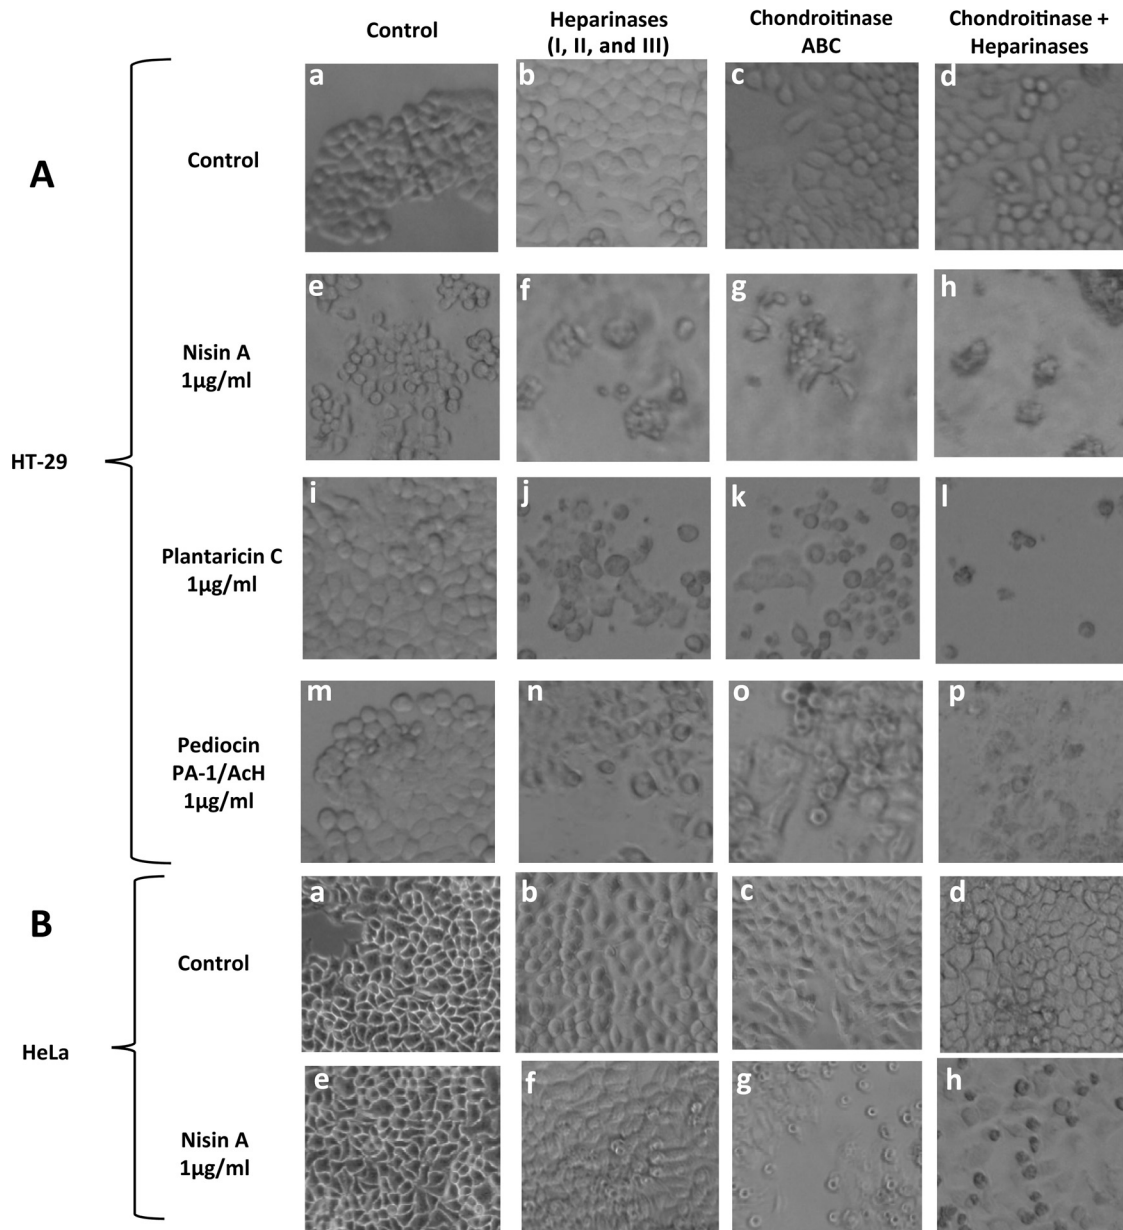 Control
Heparinases
(I, II, and III)
Chondroitinase
ABC
Chondroitinase +
Heparinases
A
HT-29
Control
a
b
c
d
Nisin A
1µg/ml
e
f
g
h
Plantaricin C
1µg/ml
i
j
k
l
Pediocin
PA-1/AcH
1µg/ml
m
n
o
p
B
HeLa
Control
a
b
c
d
Nisin A
1µg/ml
e
f
g
h